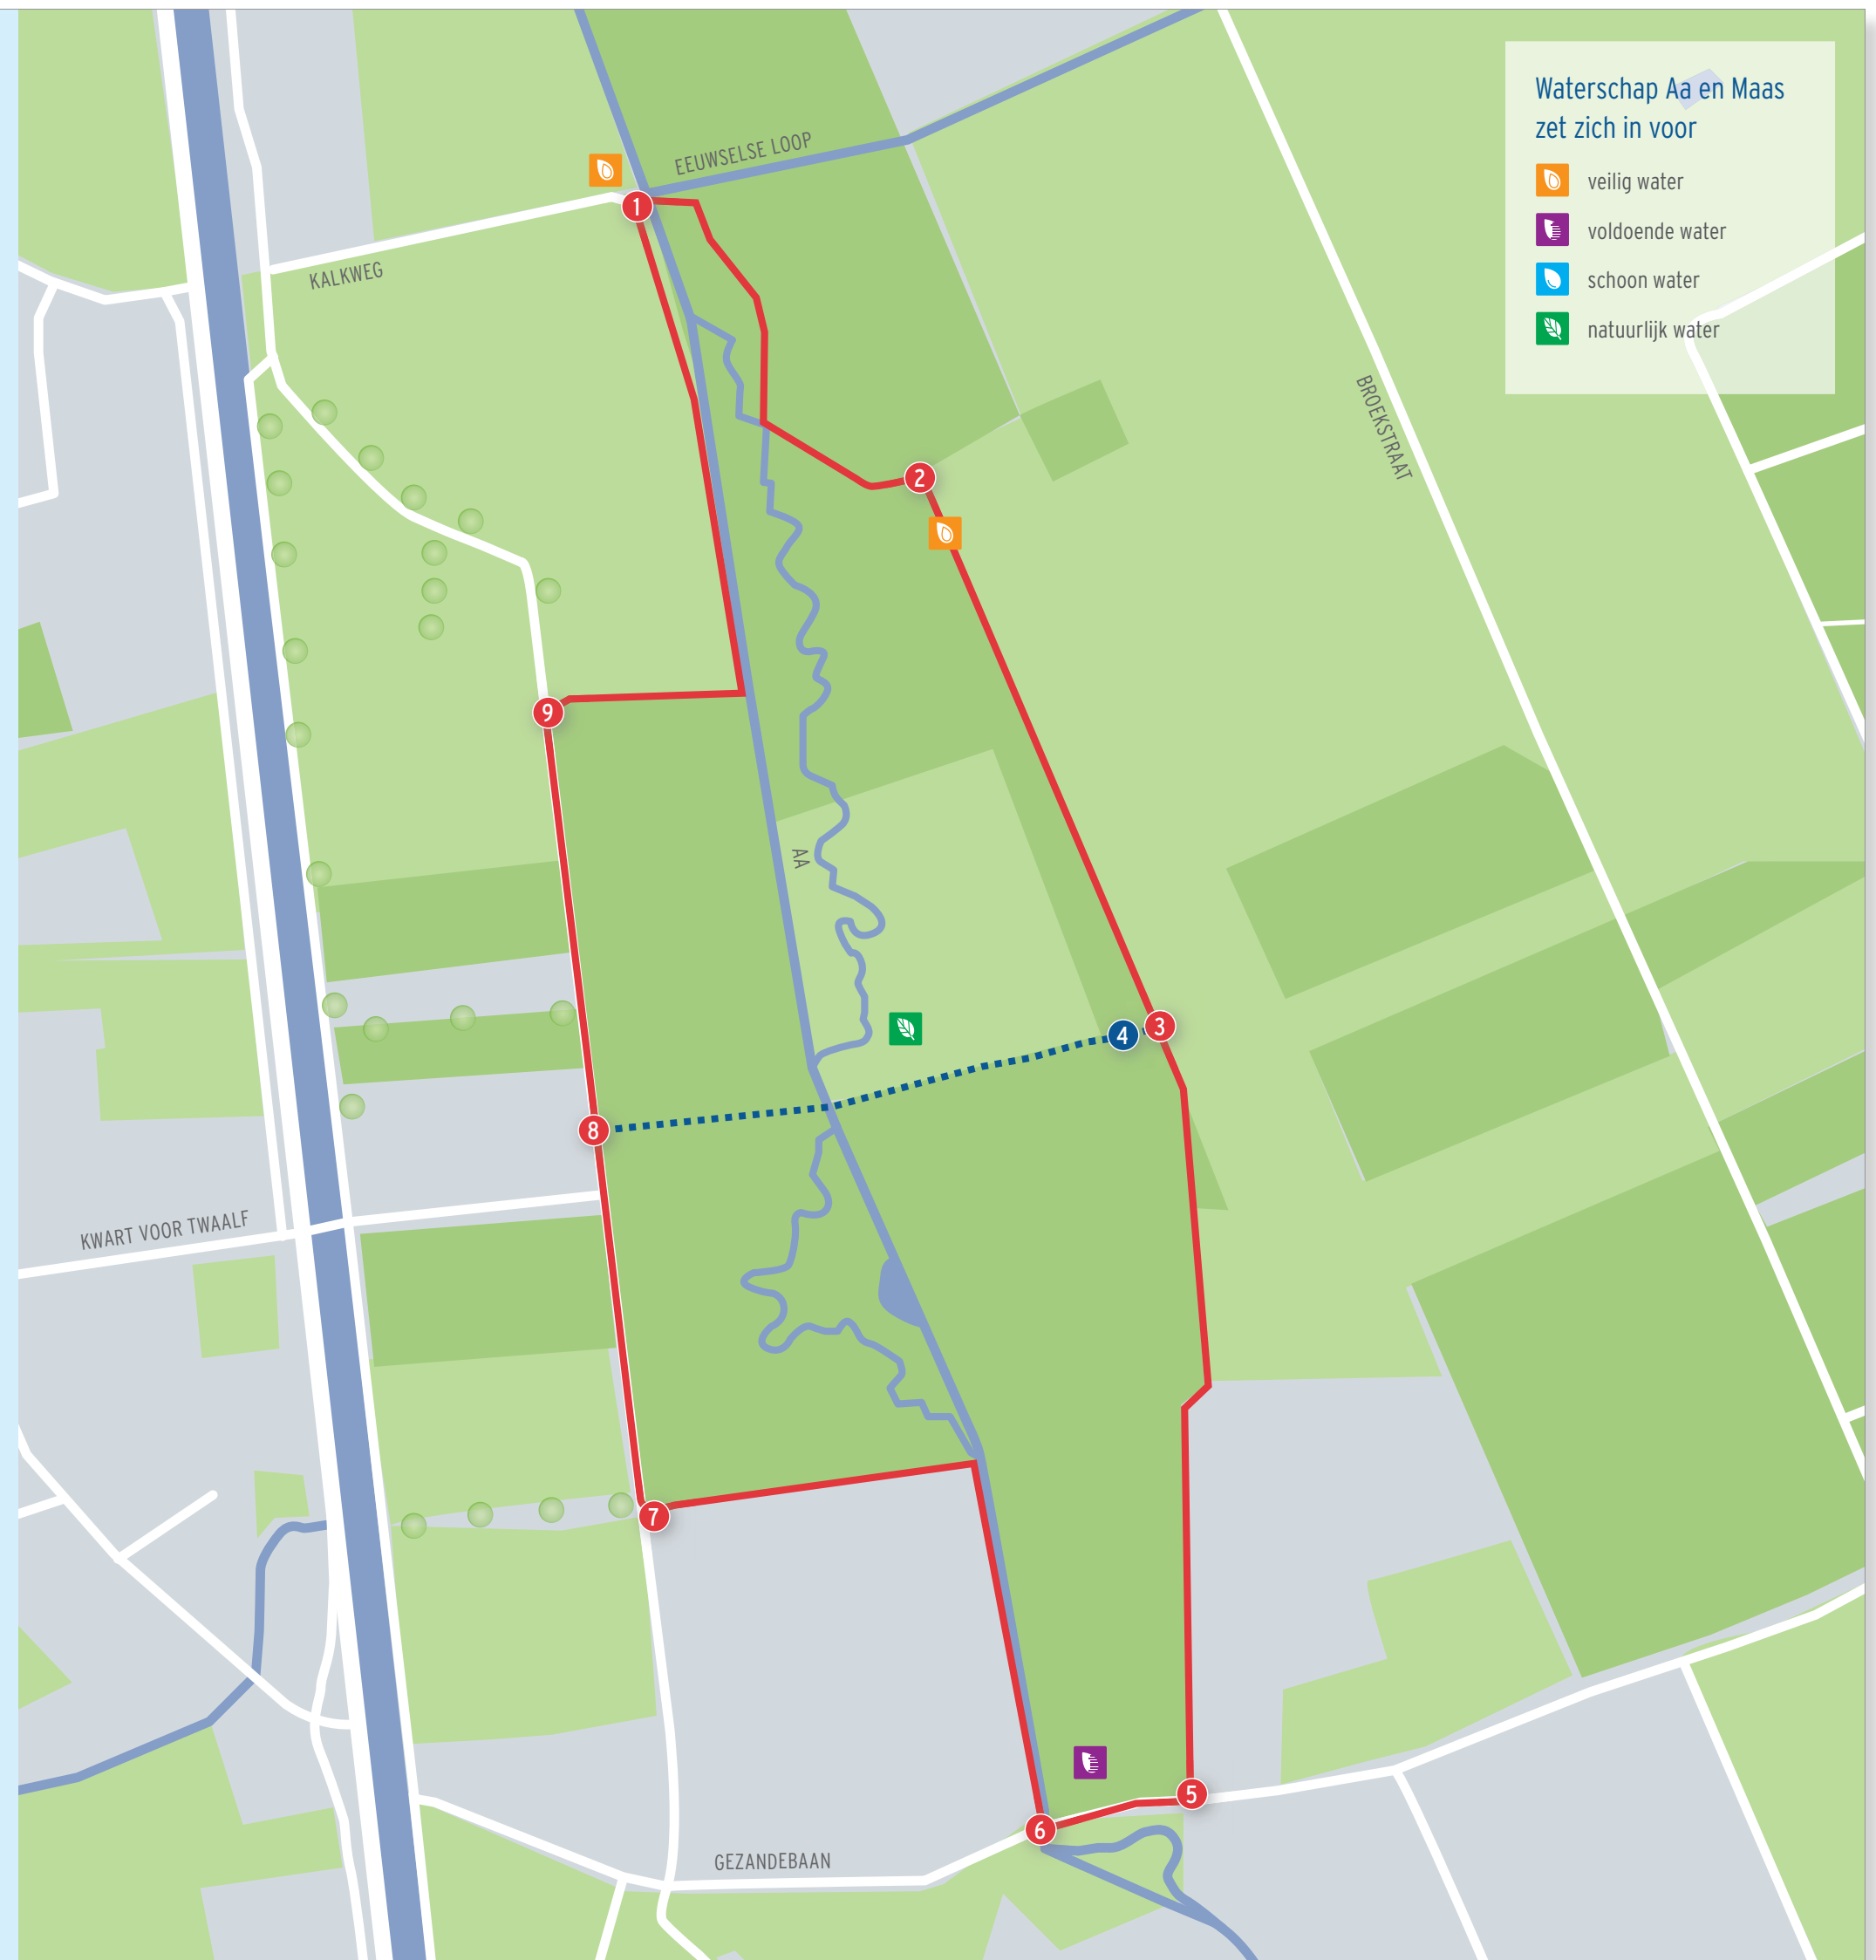 Waterschap Aa en Maas
zet zich in voor
veilig water
voldoende water
schoon water
natuurlijk water
EEUWSELSE LOOP
1
KALKWEG
BROEKSTRAAT
2
9
AA
3
4
8
KWART VOOR TWAALF
7
5
6
GEZANDEBAAN